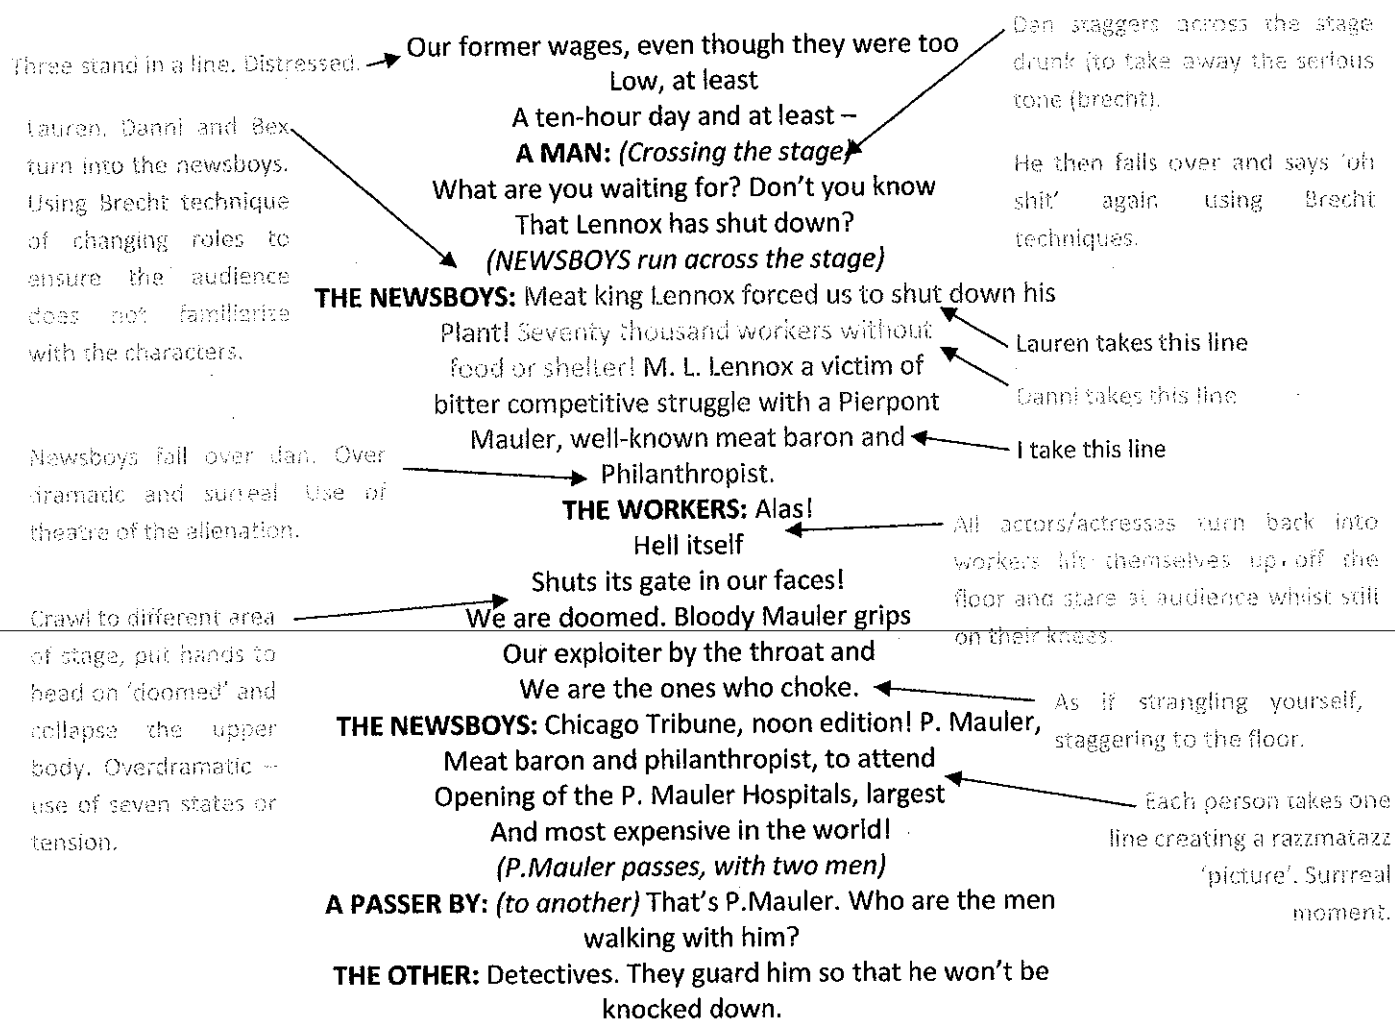 Three stand in a line. Distressed.
Our former wages, even though they were too
Low, at least
A ten-hour day and at least –
A MAN: (Crossing the stage)
What are you waiting for? Don't you know
That Lennox has shut down?
(NEWSBOYS run across the stage)
THE NEWSBOYS: Meat king Lennox forced us to shut down his
Plant! Seventy thousand workers without
food or shelter! M. L. Lennox a victim of
bitter competitive struggle with a Pierpont
Mauler, well-known meat baron and
Philanthropist.
THE WORKERS: Alas!
Hell itself
Shuts its gate in our faces!
We are doomed. Bloody Mauler grips
Our exploiter by the throat and
We are the ones who choke.
THE NEWSBOYS: Chicago Tribune, noon edition! P. Mauler,
Meat baron and philanthropist, to attend
Opening of the P. Mauler Hospitals, largest
And most expensive in the world!
(P.Mauler passes, with two men)
A PASSER BY: (to another) That's P.Mauler. Who are the men
walking with him?
THE OTHER: Detectives. They guard him so that he won't be
knocked down.
Lauren, Danni and Bex
turn into the newsboys.
Using Brecht technique
of changing roles to
ensure the audience
does not familiarize
with the characters.
Newsboys fall over dan. Over
dramatic and surreal. Use of
theatre of the alienation.
Crawl to different area
of stage, put hands to
head on 'doomed' and
collapse the upper
body. Overdramatic –
use of seven states or
tension.
Dan staggers across the stage
drunk (to take away the serious
tone (brecht).
He then falls over and says 'oh
shit' again using Brecht
techniques.
Lauren takes this line
Danni takes this line
I take this line
All actors/actresses turn back into
workers lift themselves up off the
floor and stare at audience whilst still
on their knees.
As if strangling yourself,
staggering to the floor.
Each person takes one
line creating a razzmatazz
'picture'. Surrreal
moment.